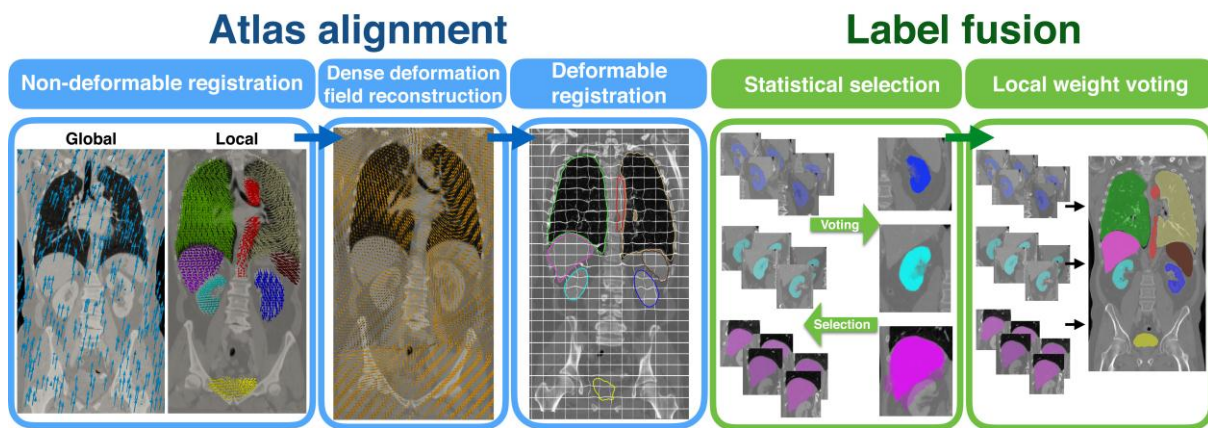 Atlas alignment
Label fusion
Non-deformable registration
Dense deformation
field reconstruction
Deformable
registration
Statistical selection
Local weight voting
Global
Local
Voting
Selection